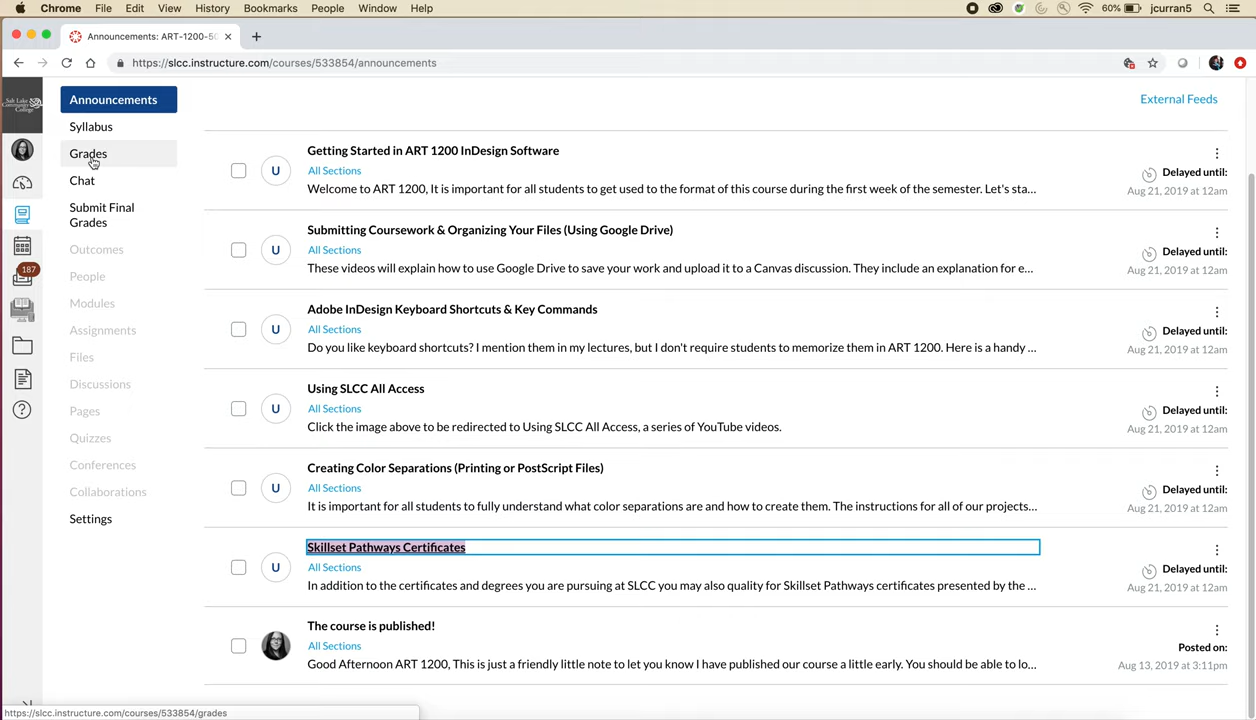 Chrome File Edit View History Bookmarks People Window Help 60% jcurran5
Announcements: ART-1200-50
https://slcc.instructure.com/courses/533854/announcements
Salt Lake
Community
College
187
Announcements
Syllabus
Grades
Chat
Submit Final
Grades
Outcomes
People
Modules
Assignments
Files
Discussions
Pages
Quizzes
Conferences
Collaborations
Settings
External Feeds
Getting Started in ART 1200 InDesign Software
U
All Sections
Delayed until:
Welcome to ART 1200, It is important for all students to get used to the format of this course during the first week of the semester. Let's sta...
Aug 21, 2019 at 12am
Submitting Coursework & Organizing Your Files (Using Google Drive)
U
All Sections
Delayed until:
These videos will explain how to use Google Drive to save your work and upload it to a Canvas discussion. They include an explanation for e...
Aug 21, 2019 at 12am
Adobe InDesign Keyboard Shortcuts & Key Commands
U
All Sections
Delayed until:
Do you like keyboard shortcuts? I mention them in my lectures, but I don't require students to memorize them in ART 1200. Here is a handy ...
Aug 21, 2019 at 12am
Using SLCC All Access
U
All Sections
Delayed until:
Click the image above to be redirected to Using SLCC All Access, a series of YouTube videos.
Aug 21, 2019 at 12am
Creating Color Separations (Printing or PostScript Files)
U
All Sections
Delayed until:
It is important for all students to fully understand what color separations are and how to create them. The instructions for all of our projects...
Aug 21, 2019 at 12am
Skillset Pathways Certificates
U
All Sections
Delayed until:
In addition to the certificates and degrees you are pursuing at SLCC you may also quality for Skillset Pathways certificates presented by the ...
Aug 21, 2019 at 12am
The course is published!
All Sections
Posted on:
Good Afternoon ART 1200, This is just a friendly little note to let you know I have published our course a little early. You should be able to lo...
Aug 13, 2019 at 3:11pm
https://slcc.instructure.com/courses/533854/grades